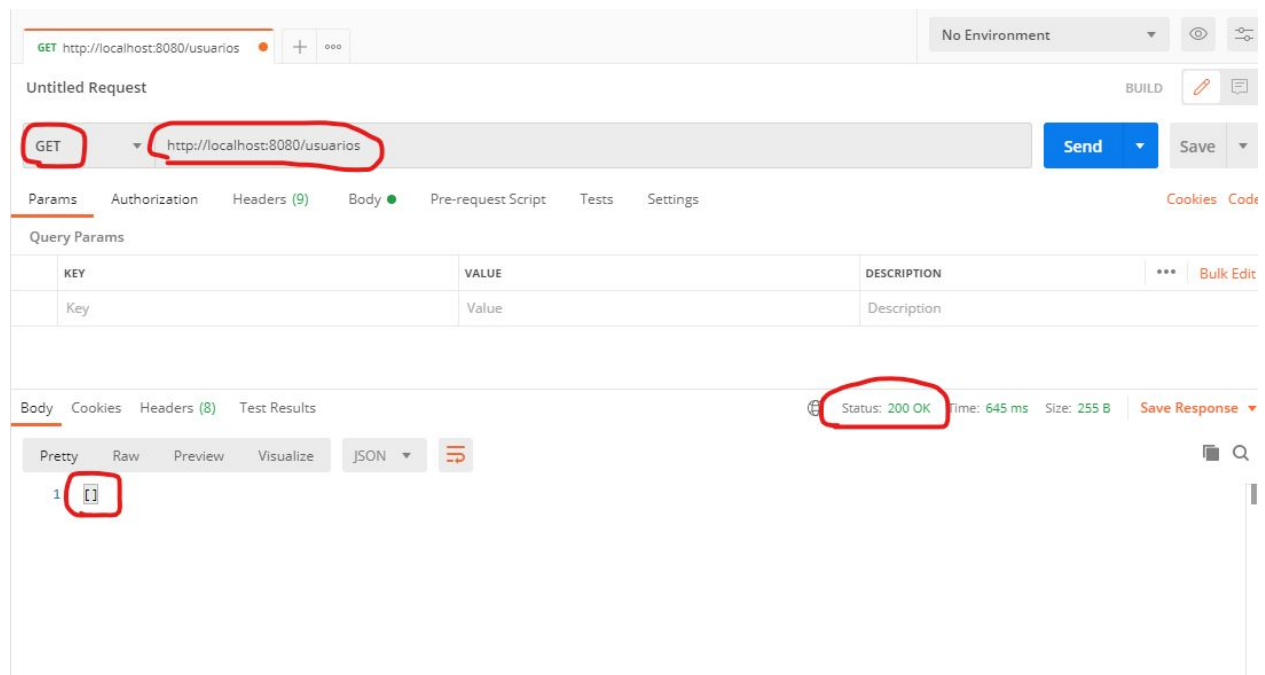 GET http://localhost:8080/usuarios
No Environment
Untitled Request
BUILD
GET http://localhost:8080/usuarios Send Save
Params Authorization Headers (9) Body Pre-request Script Tests Settings Cookies Code
Query Params
KEY VALUE DESCRIPTION ••• Bulk Edit
Key Value Description
Body Cookies Headers (8) Test Results Status: 200 OK Time: 645 ms Size: 255 B Save Response
Pretty Raw Preview Visualize JSON
1 []